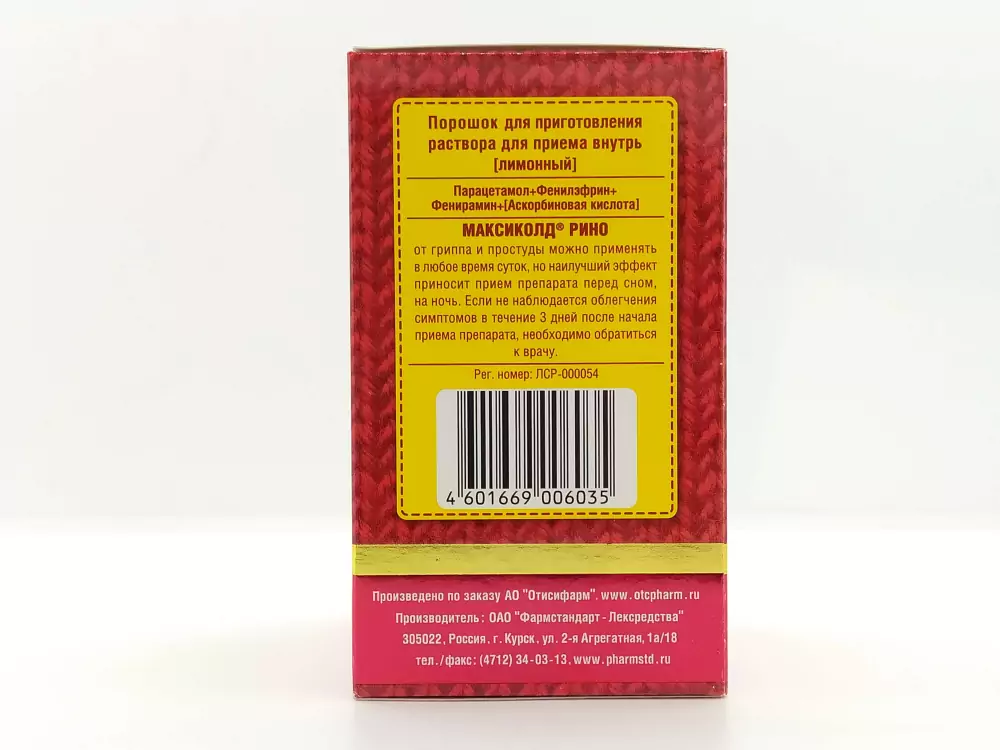 Порошок для приготовления
раствора для приема внутрь
[лимонный]
Парацетамол+Фенилэфрин+
Фенирамин+[Аскорбиновая кислота]
МАКСИКОЛД® РИНО
от гриппа и простуды можно применять
в любое время суток, но наилучший эффект
приносит прием препарата перед сном,
на ночь. Если не наблюдается облегчения
симптомов в течение 3 дней после начала
приема препарата, необходимо обратиться
к врачу.
Рег. номер: ЛСР-000054
4 601669 006035
Произведено по заказу АО "Отисифарм". www.otcpharm.ru
Производитель: ОАО "Фармстандарт-Лексредства"
305022, Россия, г. Курск, ул. 2-я Агрегатная, 1а/18
тел./факс: (4712) 34-03-13, www.pharmstd.ru